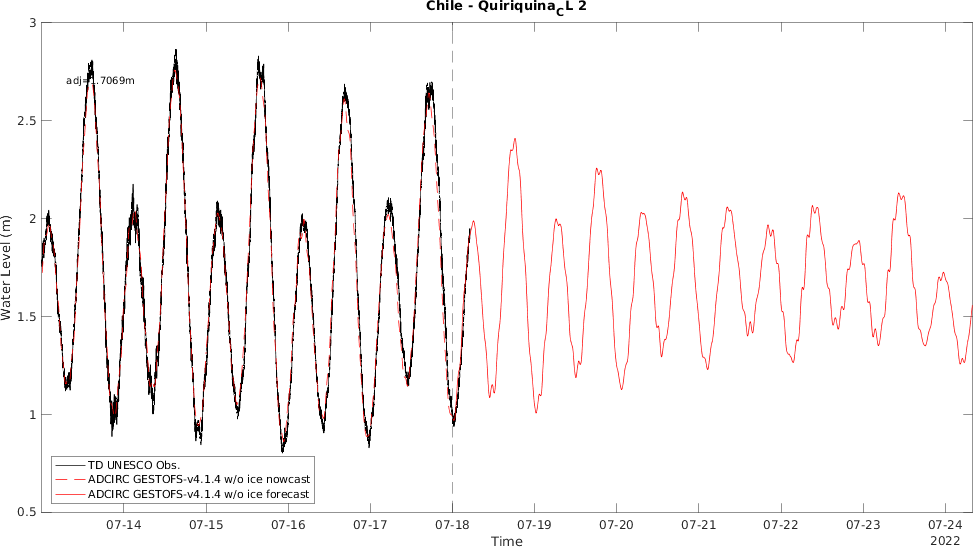 Chile - Quiriquina_CL 2
3
adj=1.7069m
2.5
2
Water Level (m)
1.5
1
TD UNESCO Obs.
ADCIRC GESTOFS-v4.1.4 w/o ice nowcast
ADCIRC GESTOFS-v4.1.4 w/o ice forecast
0.5
07-14 07-15 07-16 07-17 07-18 07-19 07-20 07-21 07-22 07-23 07-24
Time 2022